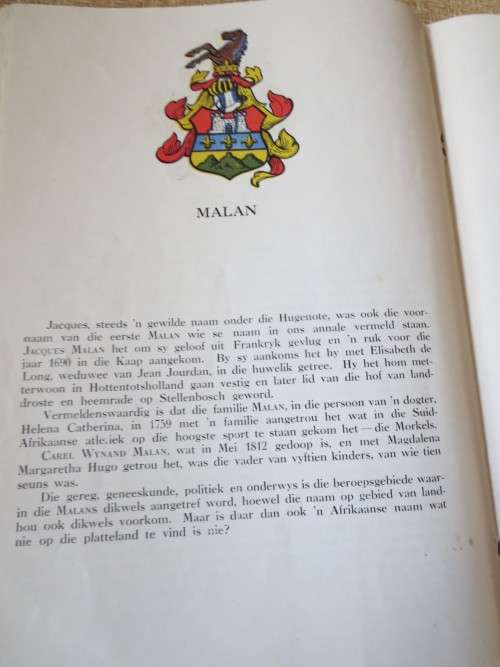 MALAN
Jacques, steeds 'n gewilde naam onder die Hugenote, was ook die voor-
naam van die eerste MALAN wie se naam in ons annale vermeld staan.
JACQUES MALAN het om sy geloof uit Frankryk gevlug en 'n ruk voor die
jaar 1690 in die Kaap aangekom. By sy aankoms het hy met Elisabeth de
Long, weduwee van Jean Jourdan, in die huwelik getree. Hy het hom met-
terwoon in Hottentotsholland gaan vestig en later lid van die hof van land-
droste en heemrade op Stellenbosch geword.
Vermeldenswaardig is dat die familie MALAN, in die persoon van 'n dogter,
Helena Catherina, in 1759 met 'n familie aangetrou het wat in die Suid-
Afrikaanse atle.iek op die hoogste sport te staan gekom het — die Morkels.
CAREL WYNAND MALAN, wat in Mei 1812 gedoop is, en met Magdalena
Margaretha Hugo getrou het, was die vader van vyftien kinders, van wie tien
seuns was.
Die gereg, geneeskunde, politiek en onderwys is die beroepsgebiede waar-
in die MALANS dikwels aangetref word, hoewel die naam op gebied van land-
bou ook dikwels voorkom. Maar is daar dan ook 'n Afrikaanse naam wat
nie op die platteland te vind is nie?